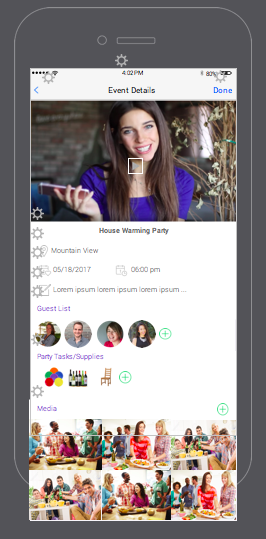 4:02 PM 80%
Event Details Done
House Warming Party
Mountain View
05/18/2017 06:00 pm
Lorem ipsum lorem ipsum lorem ipsum ...
Guest List
Party Tasks/Supplies
Media